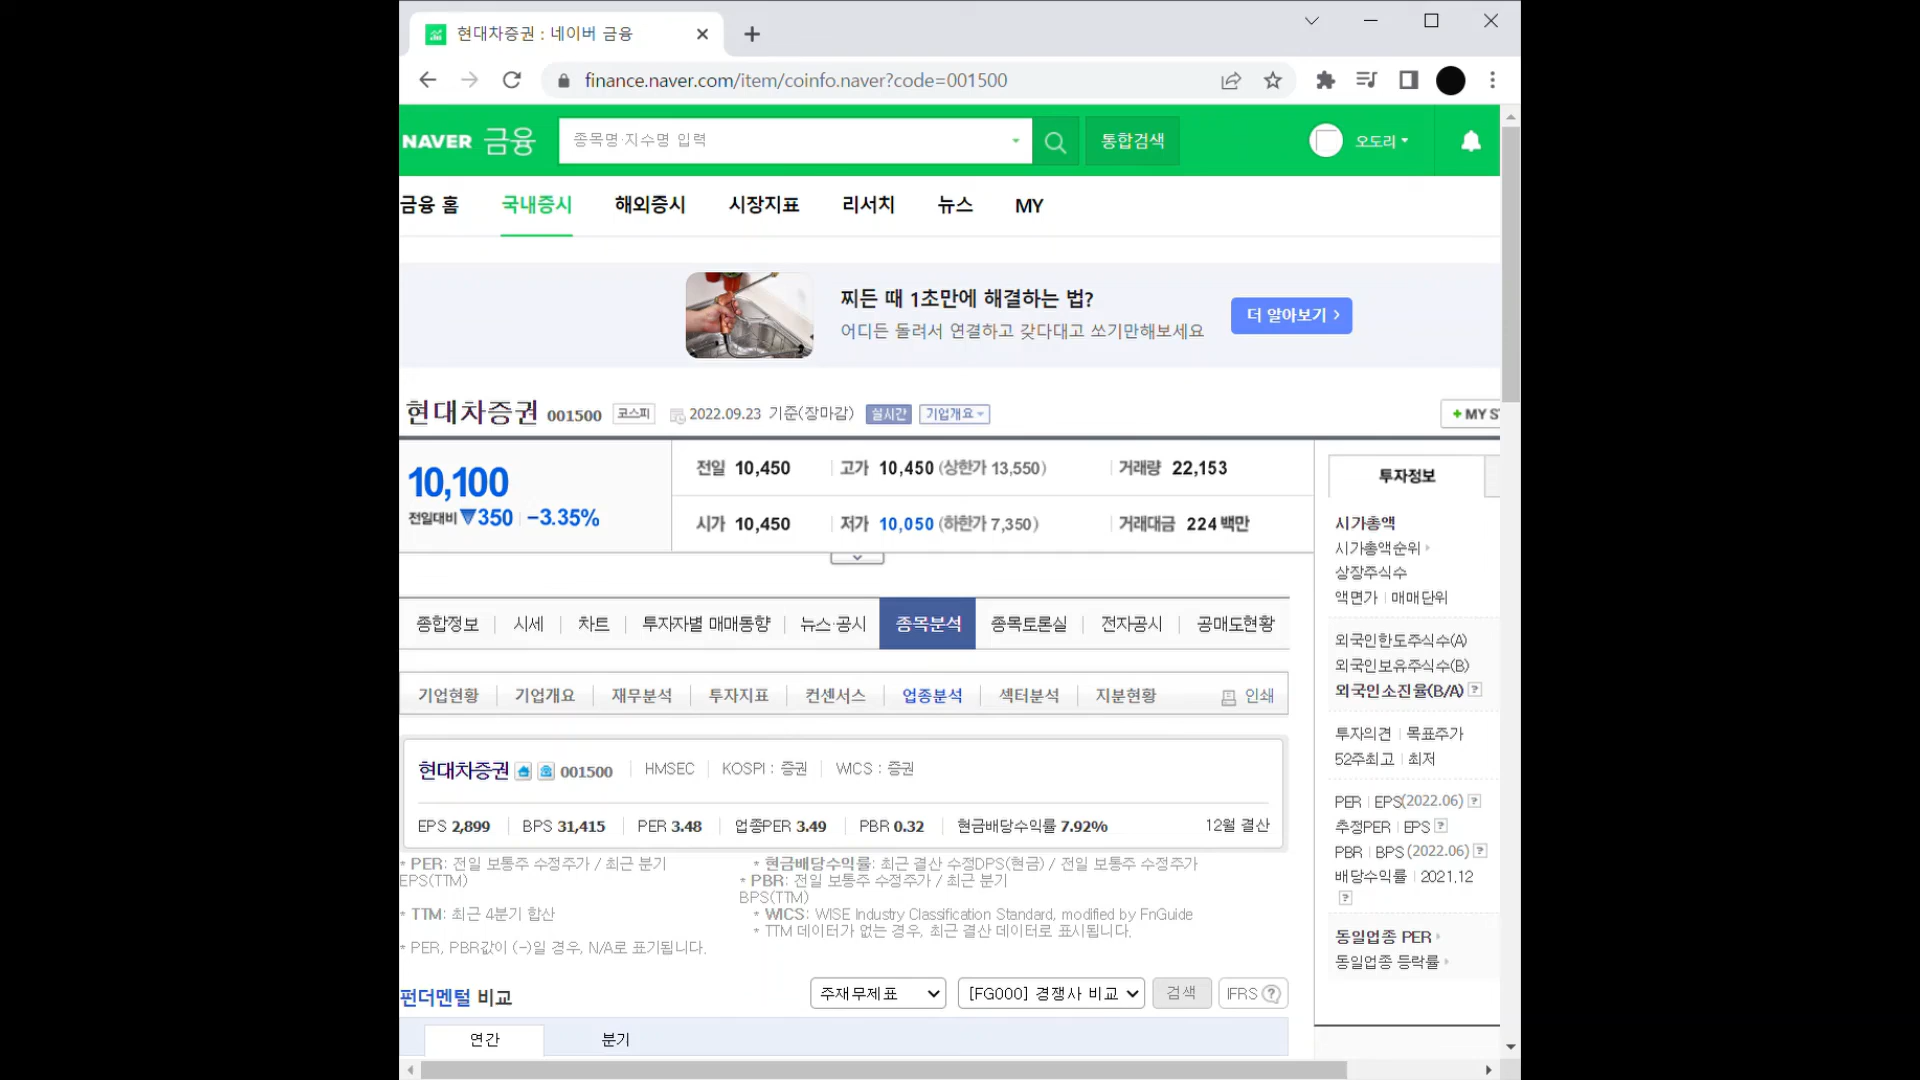 현대차증권 : 네이버 금융
finance.naver.com/item/coinfo.naver?code=001500
NAVER 금융 종목명·지수명 입력 통합검색 오도리
금융 홈 국내증시 해외증시 시장지표 리서치 뉴스 MY
찌든 때 1초만에 해결하는 법?
어디든 돌려서 연결하고 갖다대고 쏘기만해보세요
더 알아보기 >
현대차증권 001500 코스피 2022.09.23 기준(장마감) 실시간 기업개요
+ MY S
10,100
전일대비 ▼350 -3.35%
전일 10,450 고가 10,450 (상한가 13,550) 거래량 22,153
시가 10,450 저가 10,050 (하한가 7,350) 거래대금 224 백만
종합정보 시세 차트 투자자별 매매동향 뉴스·공시 종목분석 종목토론실 전자공시 공매도현황
기업현황 기업개요 재무분석 투자지표 컨센서스 업종분석 섹터분석 지분현황 인쇄
현대차증권 001500 HMSEC KOSPI : 증권 WICS : 증권
EPS 2,899 BPS 31,415 PER 3.48 업종PER 3.49 PBR 0.32 현금배당수익률 7.92% 12월 결산
* PER: 전일 보통주 수정주가 / 최근 분기
EPS(TTM)
* 현금배당수익률: 최근 결산 수정DPS(현금) / 전일 보통주 수정주가
* PBR: 전일 보통주 수정주가 / 최근 분기
BPS(TTM)
* TTM: 최근 4분기 합산
* WICS: WISE Industry Classification Standard, modified by FnGuide
* TTM 데이터가 없는 경우, 최근 결산 데이터로 표시됩니다.
* PER, PBR값이 (-)일 경우, N/A로 표기됩니다.
펀더멘털 비교 주재무제표 [FG000] 경쟁사 비교 검색 IFRS ?
연간 분기
투자정보
시가총액
시가총액순위
상장주식수
액면가 | 매매단위
외국인한도주식수(A)
외국인보유주식수(B)
외국인소진율(B/A) ?
투자의견 | 목표주가
52주최고 | 최저
PER | EPS(2022.06) ?
추정PER | EPS ?
PBR | BPS (2022.06) ?
배당수익률 | 2021.12
?
동일업종 PER
동일업종 등락률